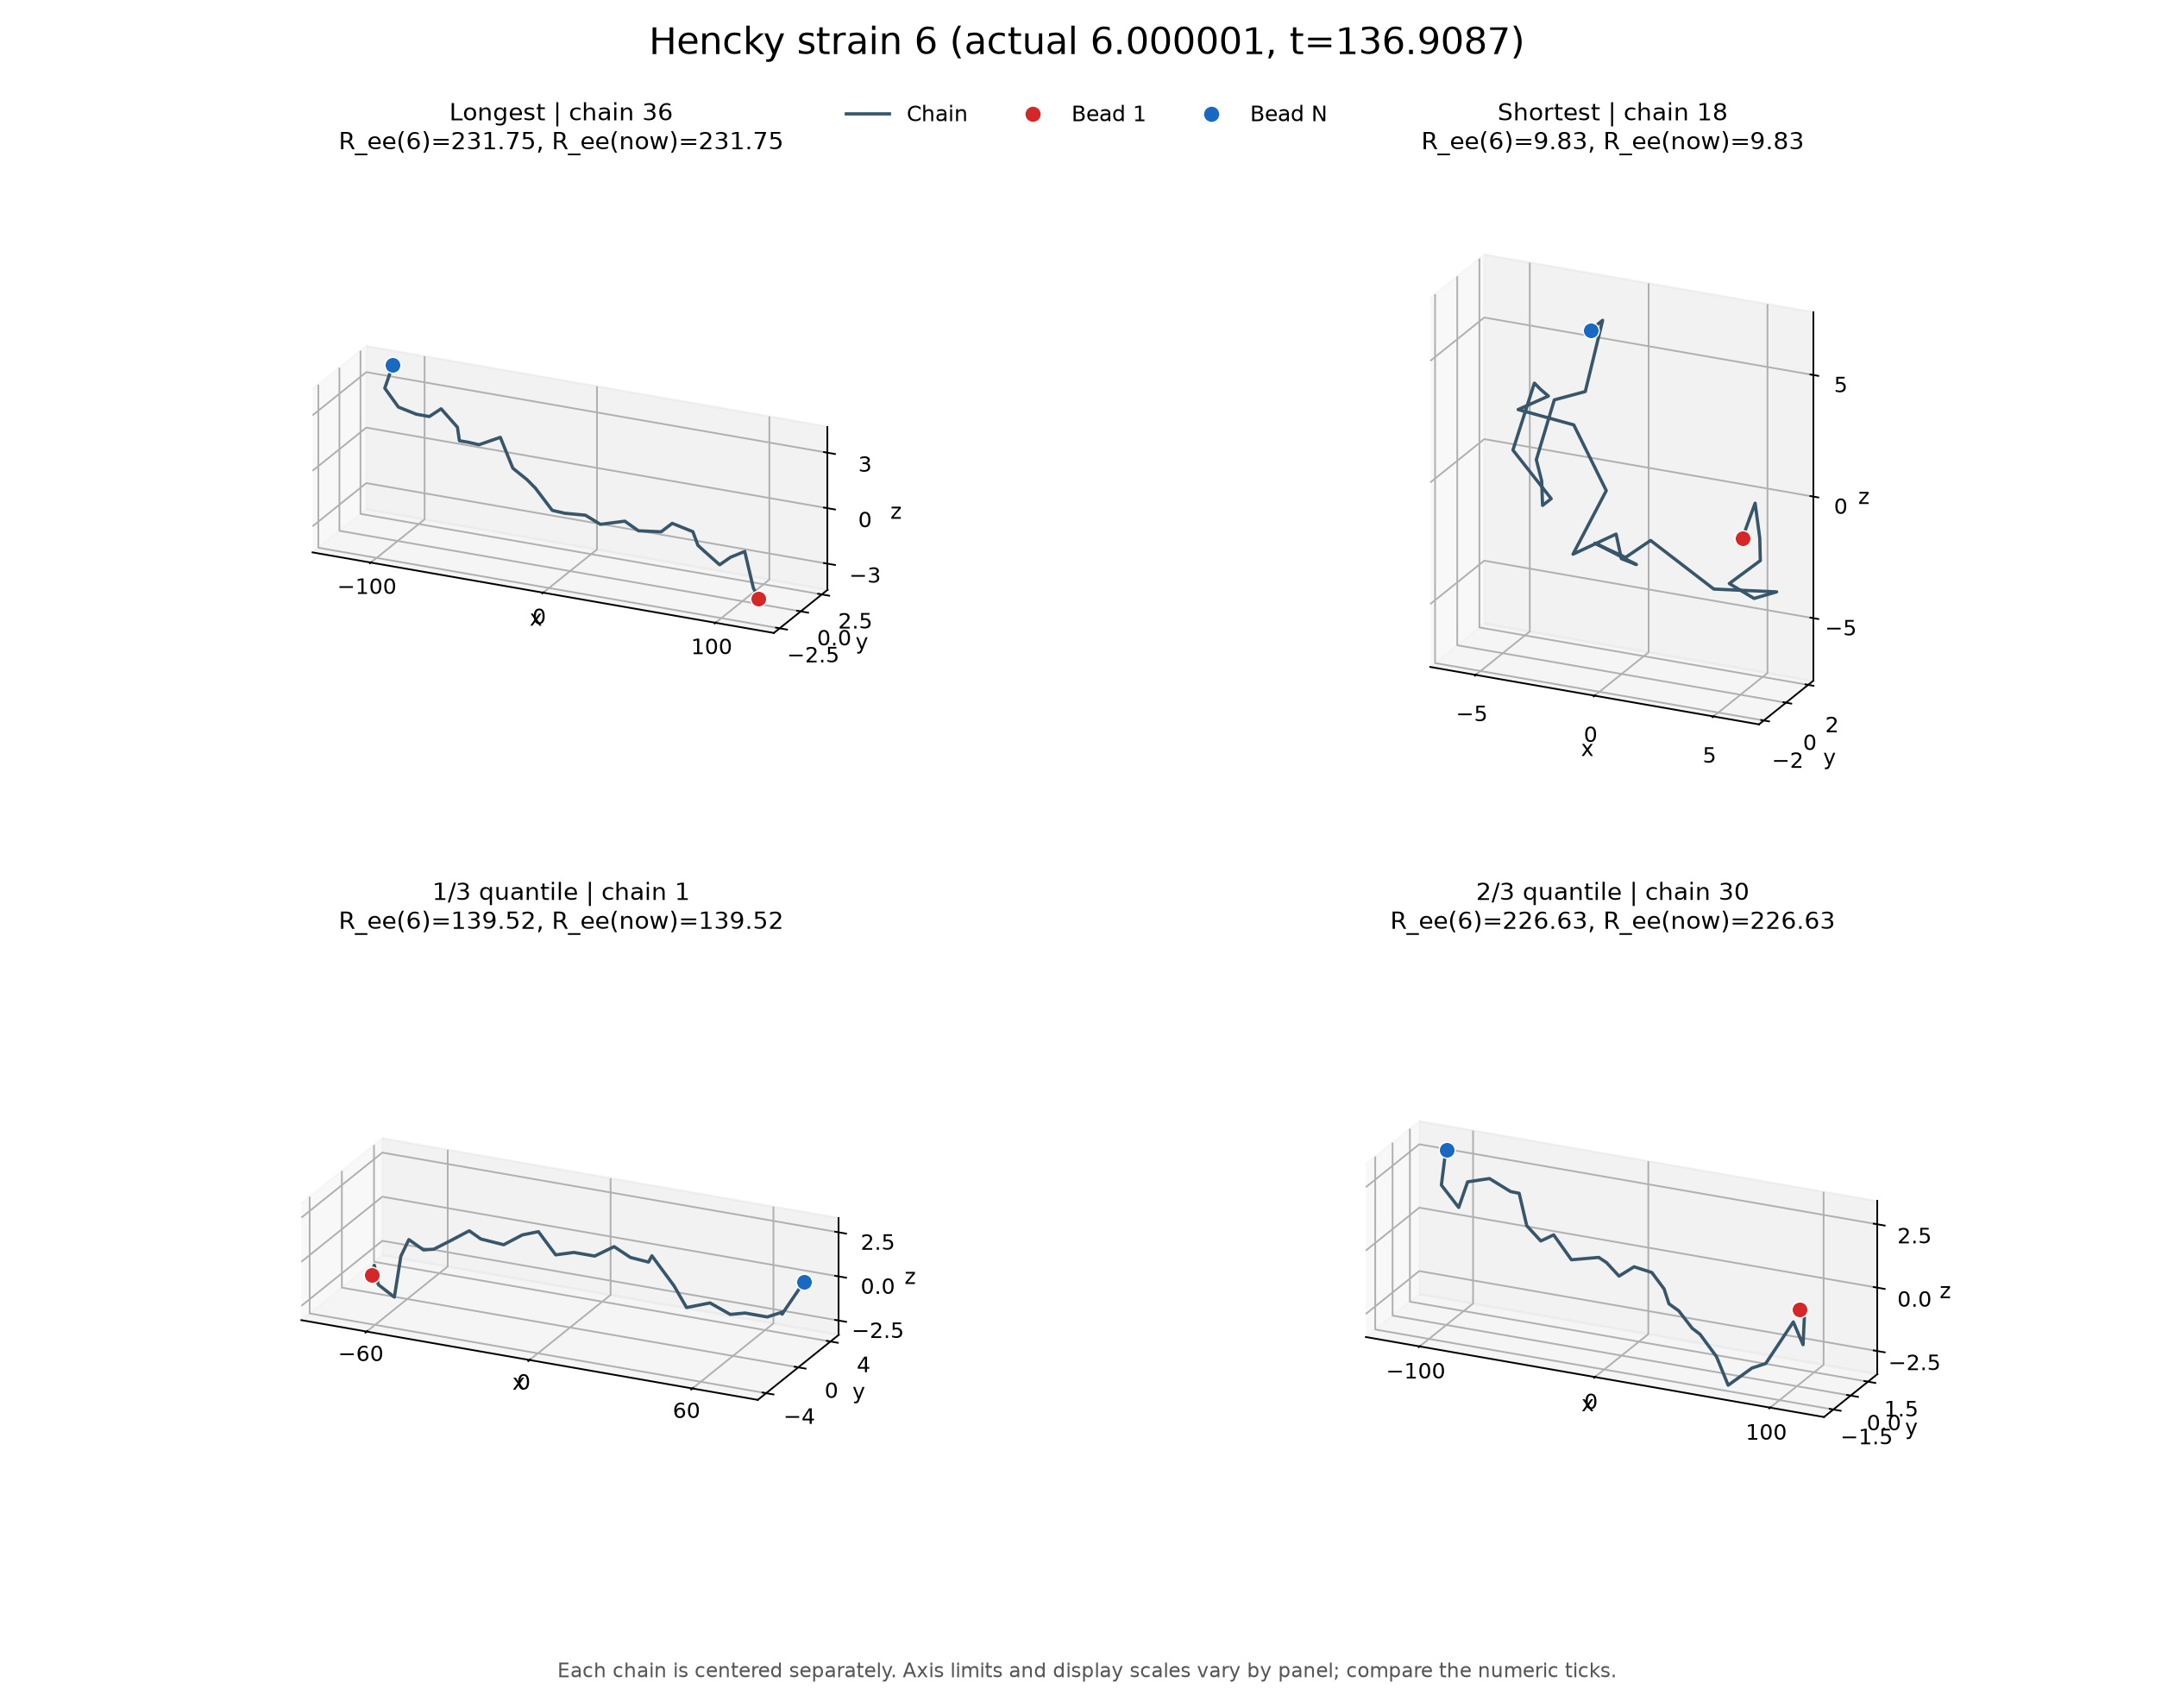 Hencky strain 6 (actual 6.000001, t=136.9087)
Longest | chain 36
R_ee(6)=231.75, R_ee(now)=231.75
Chain
Bead 1
Bead N
Shortest | chain 18
R_ee(6)=9.83, R_ee(now)=9.83
3
0
−3
z
−100
0
100
x
2.5
0.0
−2.5
y
5
0
−5
z
−5
0
5
x
2
0
−2
y
1/3 quantile | chain 1
R_ee(6)=139.52, R_ee(now)=139.52
2/3 quantile | chain 30
R_ee(6)=226.63, R_ee(now)=226.63
2.5
0.0
−2.5
z
−60
0
60
x
4
0
−4
y
2.5
0.0
−2.5
z
−100
0
100
x
1.5
0.0
−1.5
y
Each chain is centered separately. Axis limits and display scales vary by panel; compare the numeric ticks.